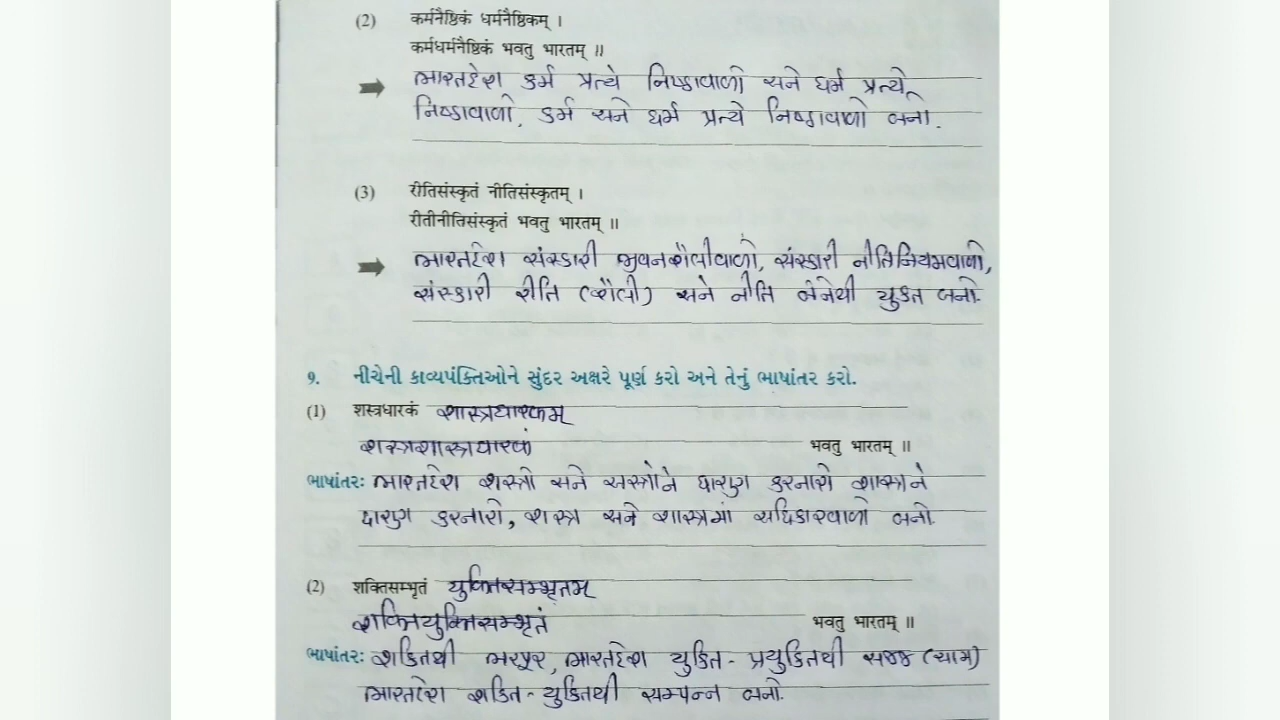 (2) कर्मनैष्ठिकं धर्मनैष्ठिकम् ।
कर्मधर्मनैष्ठिकं भवतु भारतम् ॥
ભારતદેશ કર્મ પ્રત્યે નિષ્ઠાવાળો અને ધર્મ પ્રત્યે
નિષ્ઠાવાળો, કર્મ અને ધર્મ પ્રત્યે નિષ્ઠાવાળો બનો.
(3) रीतिसंस्कृतं नीतिसंस्कृतम् ।
रीतीनीतिसंस्कृतं भवतु भारतम् ॥
ભારતદેશ સંસ્કારી જીવનશૈલીવાળો, સંસ્કારી નીતિનિયમવાળો,
સંસ્કારી રીતિ (શૈલી) અને નીતિ બંનેથી યુક્ત બનો.
9. નીચેની કાવ્યપંક્તિઓને સુંદર અક્ષરે પૂર્ણ કરો અને તેનું ભાષાંતર કરો.
(1) शस्त्रधारकं शास्त्रधारकम्
शस्त्रशास्त्रधारकं भवतु भारतम् ॥
ભાષાંતર: ભારતદેશ શસ્ત્રો અને અસ્ત્રોને ધારણ કરનારો શાસ્ત્રને
ધારણ કરનારો, શસ્ત્ર અને શાસ્ત્રમાં અધિકારવાળો બનો.
(2) शक्तिसम्भृतं युक्तिसम्भृतम्
शक्तियुक्तिसम्भृतं भवतु भारतम् ॥
ભાષાંતર: શક્તિથી ભરપૂર, ભારતદેશ યુક્તિ - પ્રયુક્તિથી સજ્જ (થામ)
ભારતદેશ શક્તિ - યુક્તિથી સમ્પન્ન બનો.